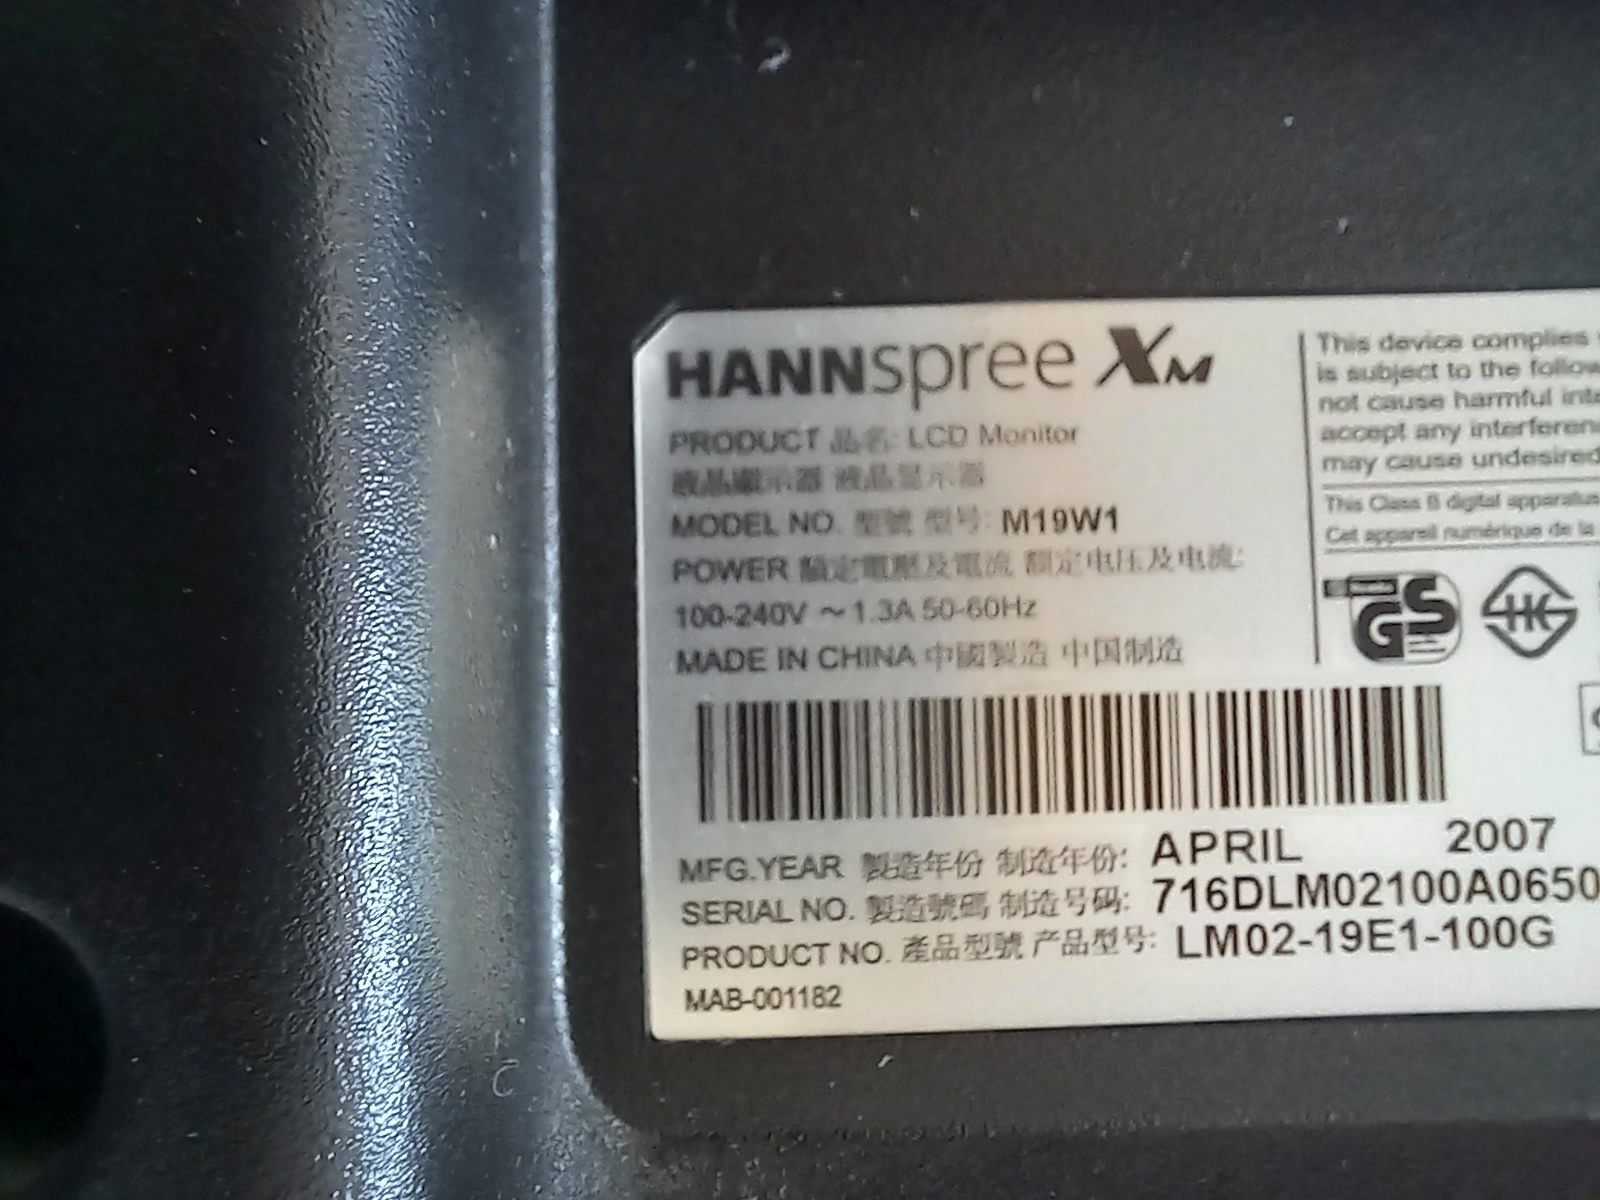 HANNspree XM
PRODUCT 品名: LCD Monitor
液晶顯示器 液晶显示器
MODEL NO. 型號 型号: M19W1
POWER 額定電壓及電流 额定电压及电流:
100-240V ~ 1.3A 50-60Hz
MADE IN CHINA 中國製造 中国制造
MFG.YEAR 製造年份 制造年份: APRIL 2007
SERIAL NO. 製造號碼 制造号码: 716DLM02100A0650
PRODUCT NO. 產品型號 产品型号: LM02-19E1-100G
MAB-001182
This device complies
is subject to the follow
not cause harmful inte
accept any interferen
may cause undesired
This Class B digital apparatus
Cet appareil numérique de la
GS
HK